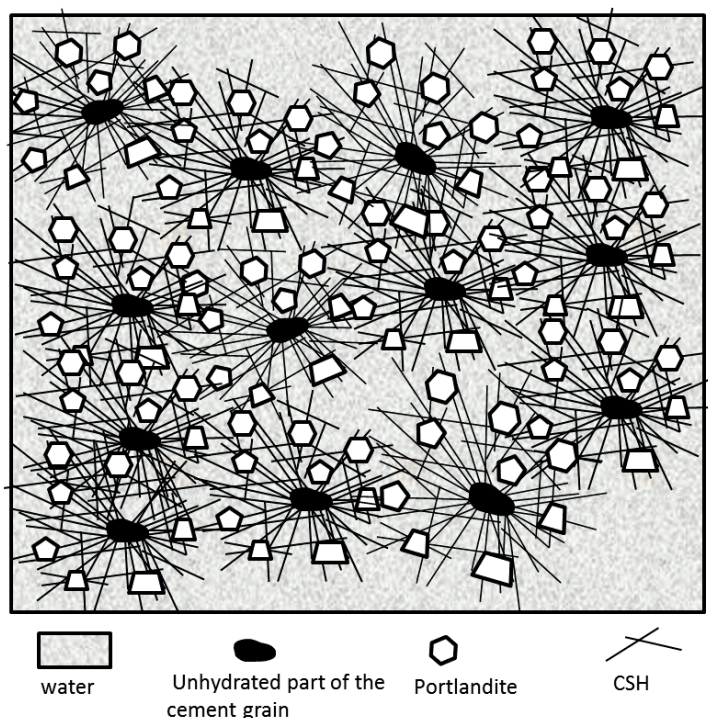 water
Unhydrated part of the
cement grain
Portlandite
CSH